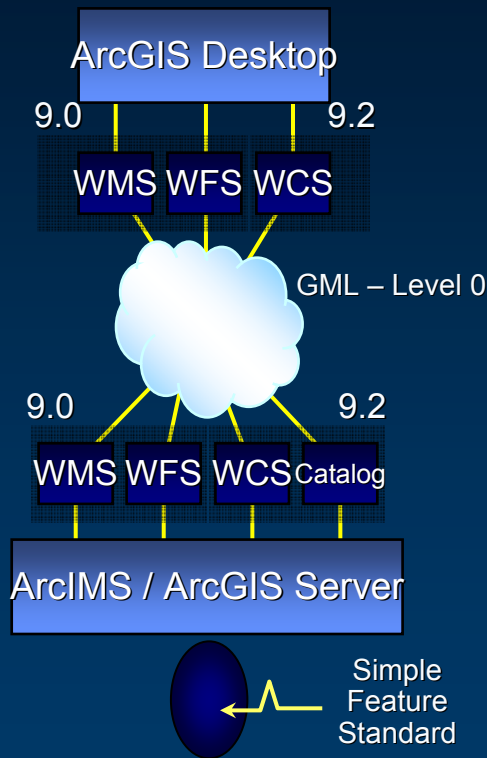 ArcGIS Desktop
9.0
9.2
WMS
WFS
WCS
GML – Level 0
9.0
9.2
WMS
WFS
WCS
Catalog
ArcIMS / ArcGIS Server
Simple
Feature
Standard